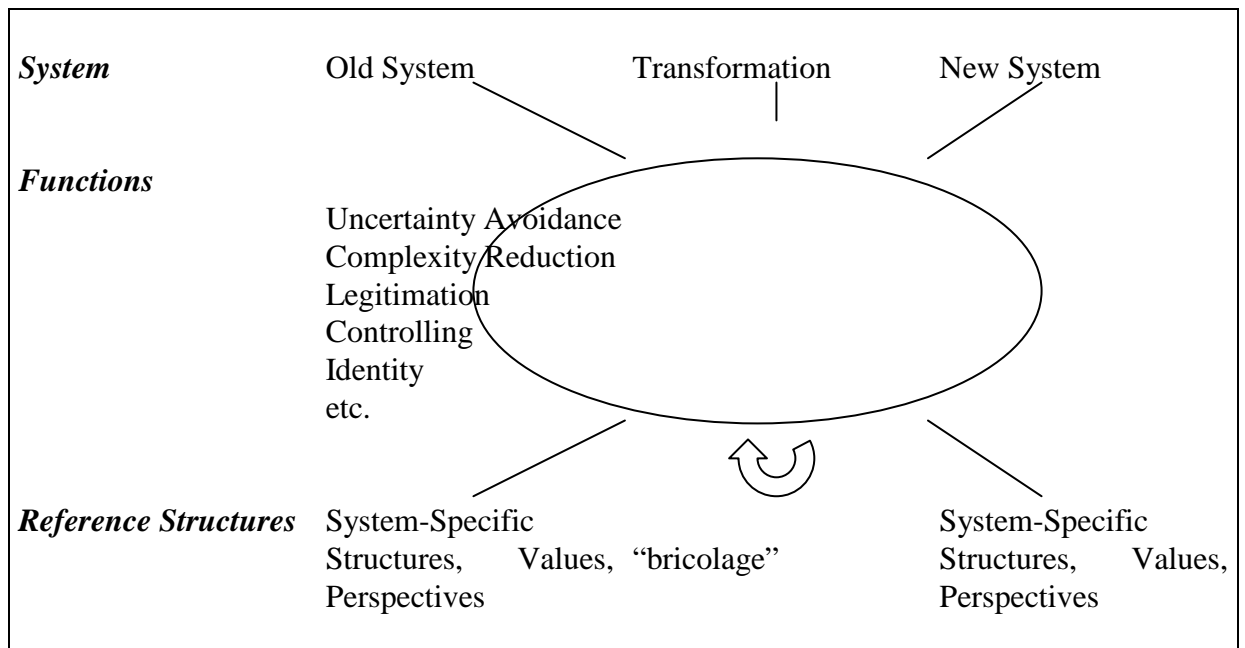 System Old System Transformation New System
Functions
Uncertainty Avoidance
Complexity Reduction
Legitimation
Controlling
Identity
etc.
Reference Structures System-Specific System-Specific
Structures, Values, “bricolage” Structures, Values,
Perspectives Perspectives